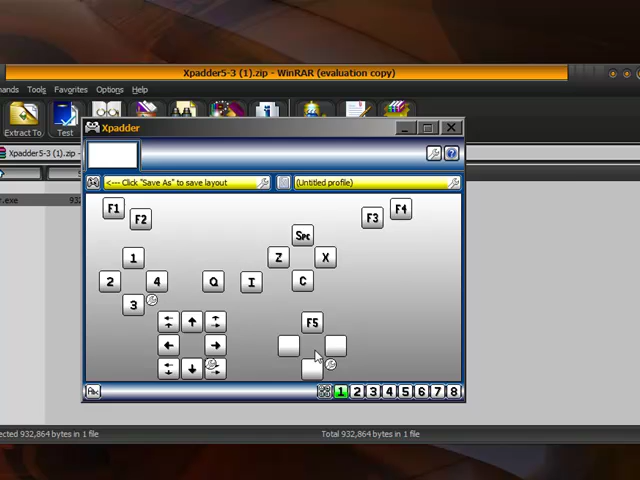 Xpadder5-3 (1).zip - WinRAR (evaluation copy)
Tools Favorites Options Help
Extract To Test
Xpadder
Xpadder5-3 (1).zip -
<--- Click "Save As" to save layout
(Untitled profile)
F1 F2 F3 F4
Spc
1 Z X
2 4 Q I C
3
F5
Abc
1 2 3 4 5 6 7 8
932,864 bytes in 1 file
Total 932,864 bytes in 1 file